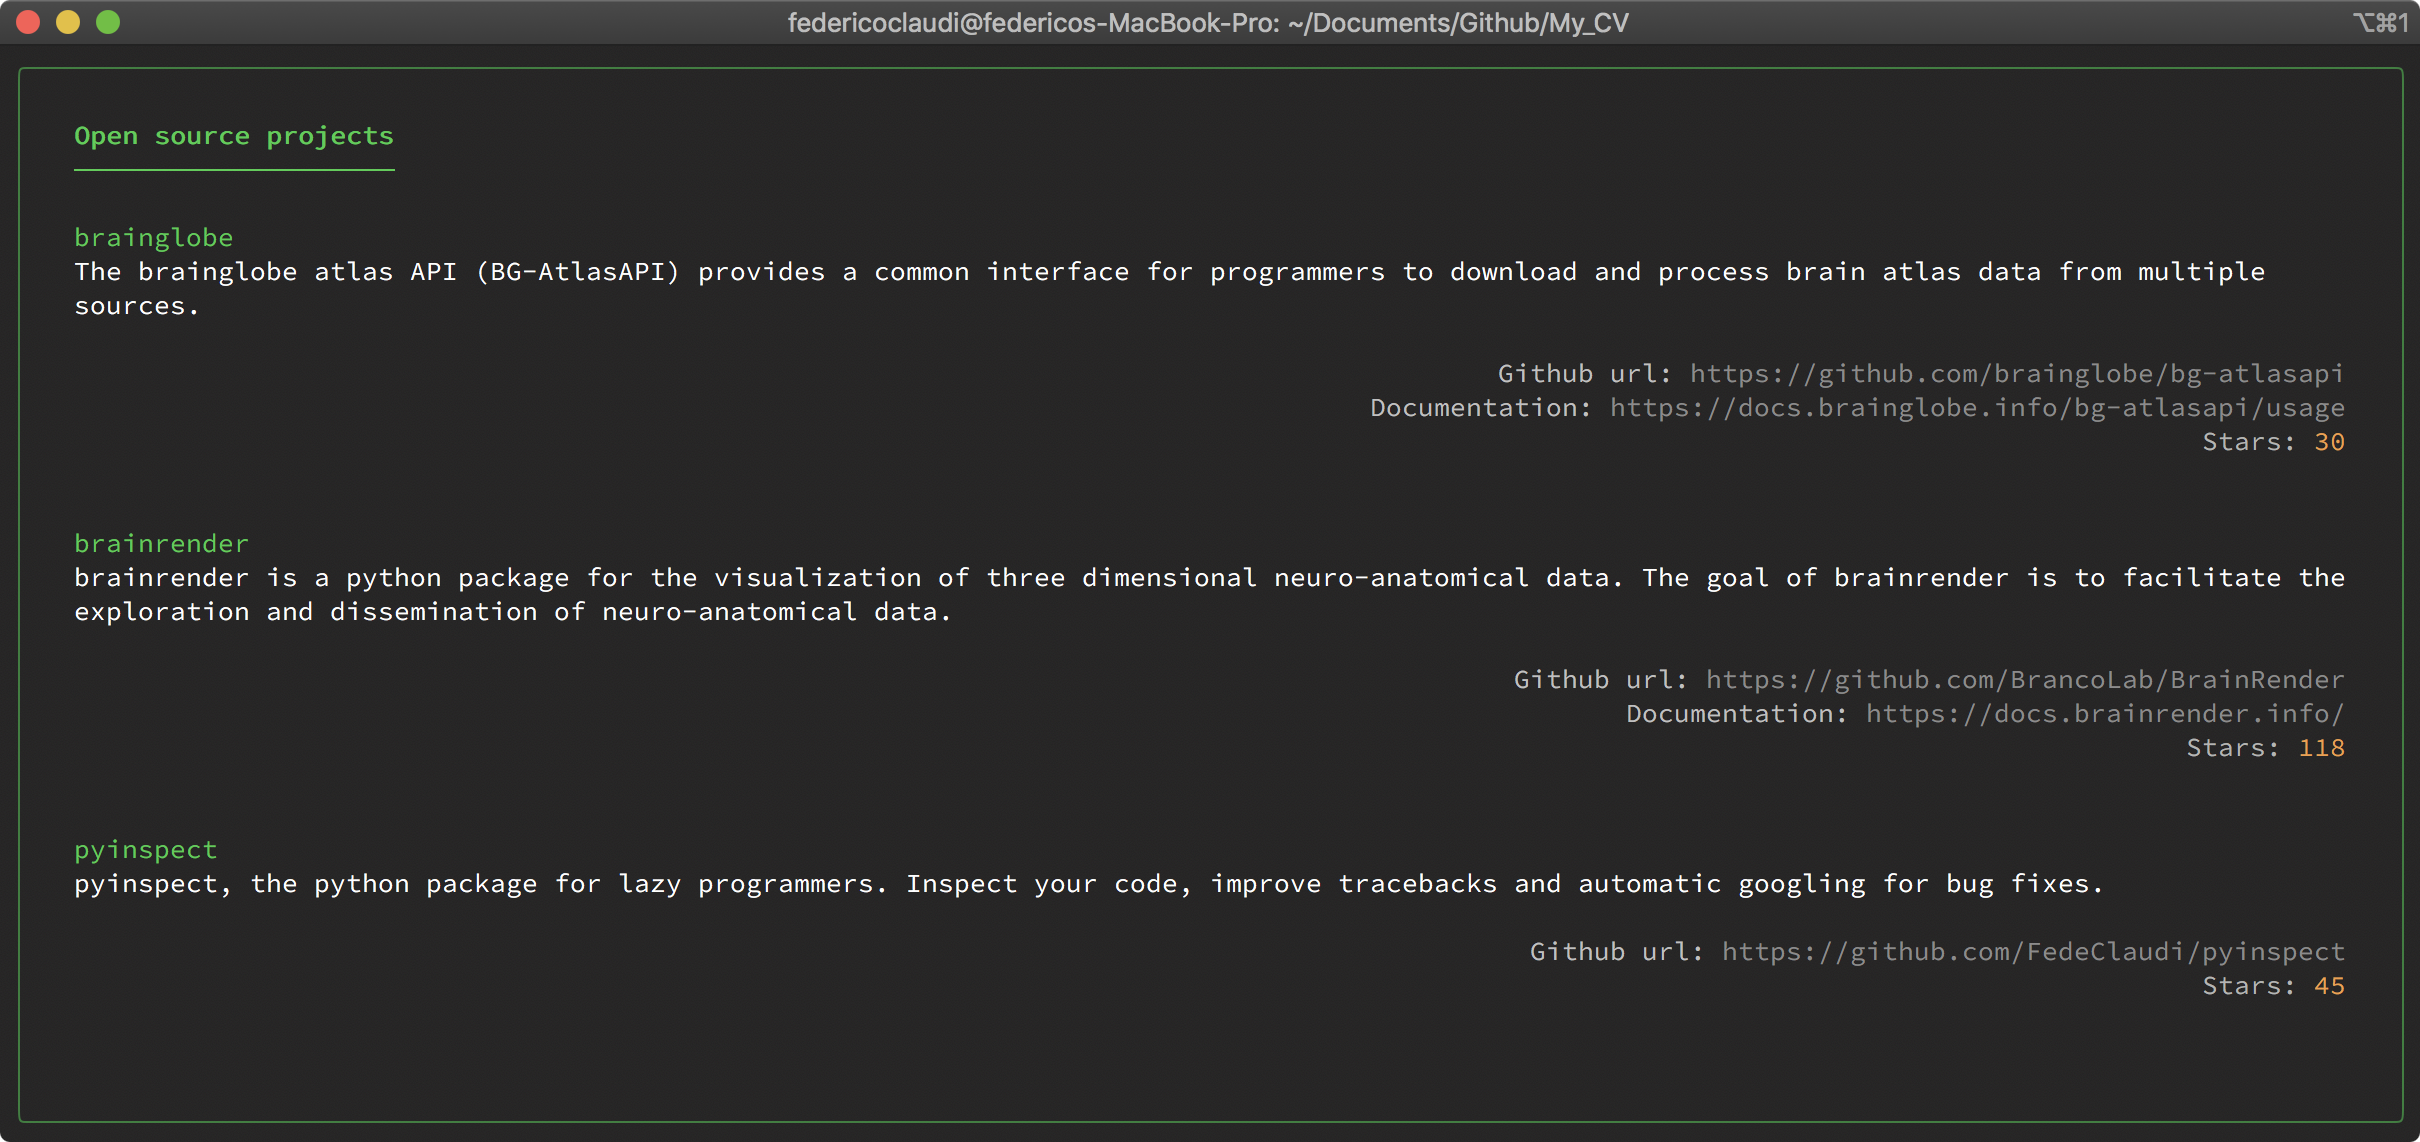 federicoclaudi@federicos-MacBook-Pro: ~/Documents/Github/My_CV
⌥⌘1
Open source projects
brainglobe
The brainglobe atlas API (BG-AtlasAPI) provides a common interface for programmers to download and process brain atlas data from multiple
sources.
Github url: https://github.com/brainglobe/bg-atlasapi
Documentation: https://docs.brainglobe.info/bg-atlasapi/usage
Stars: 30
brainrender
brainrender is a python package for the visualization of three dimensional neuro-anatomical data. The goal of brainrender is to facilitate the
exploration and dissemination of neuro-anatomical data.
Github url: https://github.com/BrancoLab/BrainRender
Documentation: https://docs.brainrender.info/
Stars: 118
pyinspect
pyinspect, the python package for lazy programmers. Inspect your code, improve tracebacks and automatic googling for bug fixes.
Github url: https://github.com/FedeClaudi/pyinspect
Stars: 45